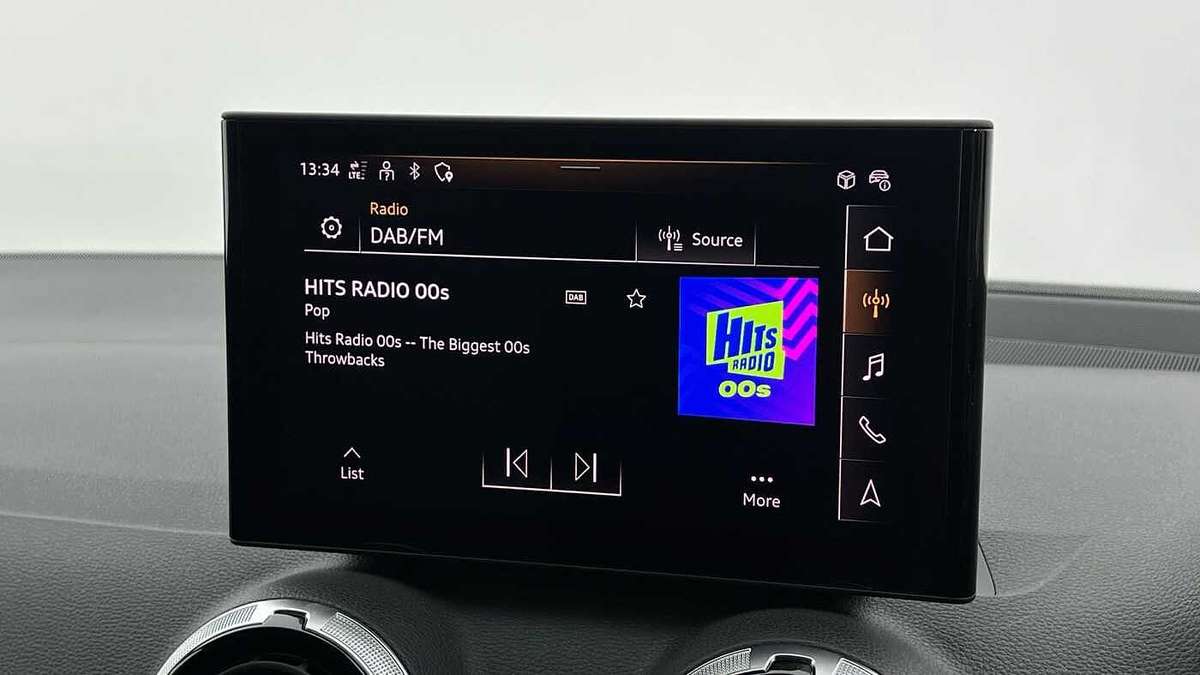 13:34 LTE
Radio
DAB/FM
Source
HITS RADIO 00s
DAB
Pop
Hits Radio 00s -- The Biggest 00s
Throwbacks
HITS
RADIO
00s
List
More